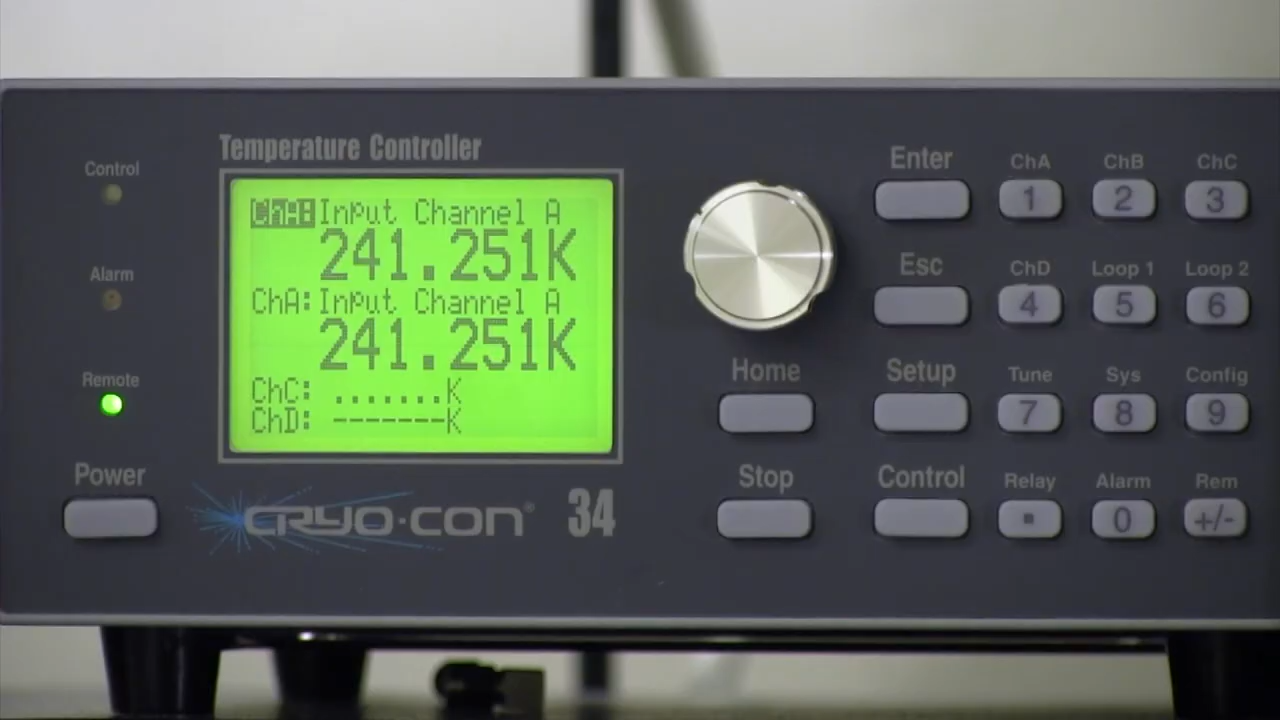 Temperature Controller
Control
Alarm
Remote
Power
ChA:Input Channel A
241.251K
ChA:Input Channel A
241.251K
ChC: .......K
ChD: -------K
CRYO·CON® 34
Home
Stop
Enter
Esc
Setup
Control
ChA ChB ChC
1 2 3
ChD Loop 1 Loop 2
4 5 6
Tune Sys Config
7 8 9
Relay Alarm Rem
. 0 +/-